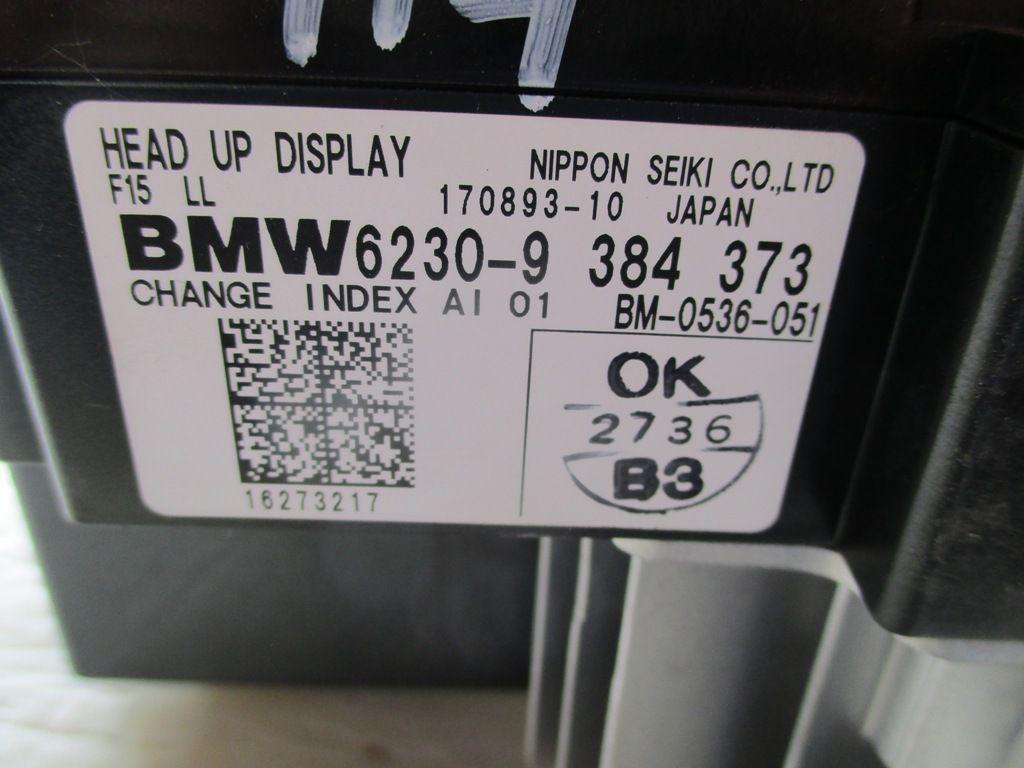 HEAD UP DISPLAY NIPPON SEIKI CO.,LTD
F15 LL 170893-10 JAPAN
BMW6230-9 384 373
CHANGE INDEX AI 01 BM-0536-051
OK
2736
B3
16273217